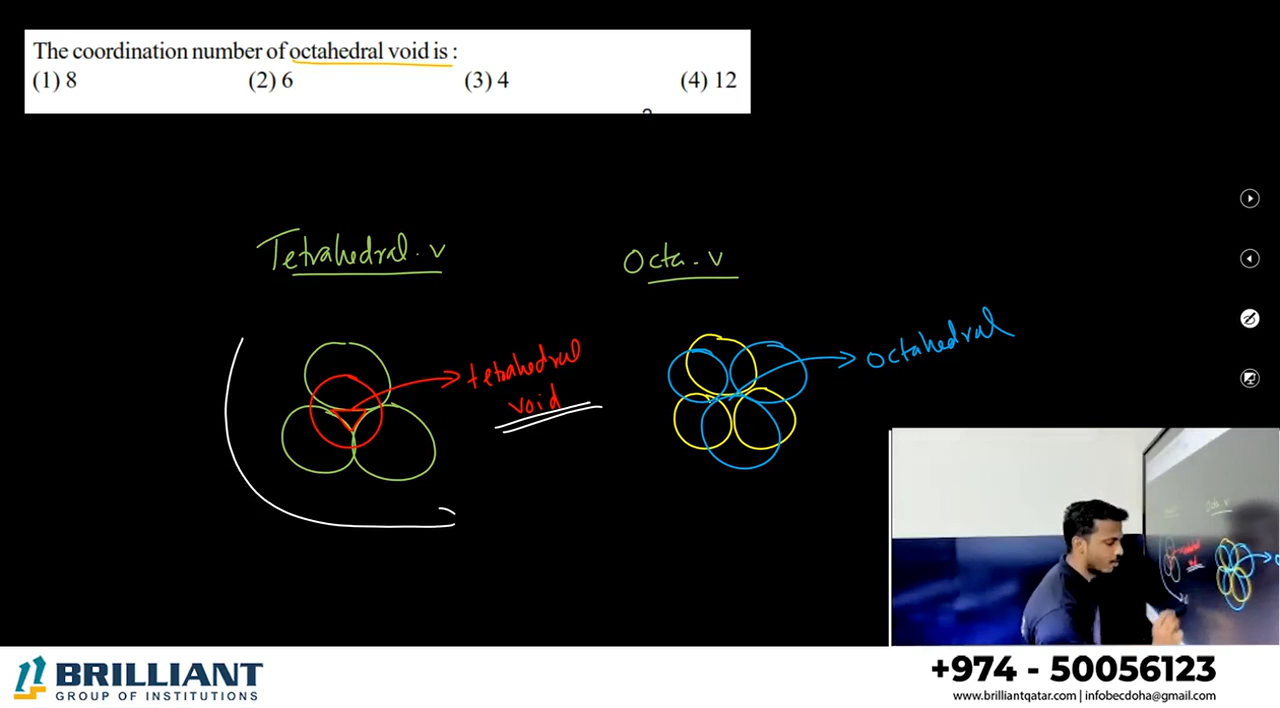 The coordination number of octahedral void is :
(1) 8 (2) 6 (3) 4 (4) 12
Tetrahedral . v
Octa . v
tetrahedral
void
octahedral
BRILLIANT
GROUP OF INSTITUTIONS
+974 - 50056123
www.brilliantqatar.com | infobecdoha@gmail.com